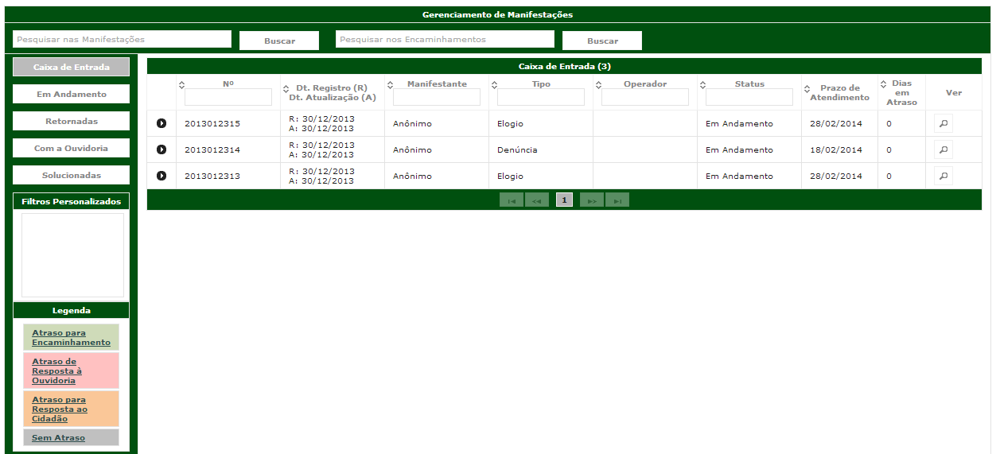 Gerenciamento de Manifestações
Pesquisar nas Manifestações Buscar Pesquisar nos Encaminhamentos Buscar
Caixa de Entrada
Em Andamento
Retornadas
Com a Ouvidoria
Solucionadas
Filtros Personalizados
Legenda
Atraso para
Encaminhamento
Atraso de
Resposta à
Ouvidoria
Atraso para
Resposta ao
Cidadão
Sem Atraso
Caixa de Entrada (3)
Nº
Dt. Registro (R)
Dt. Atualização (A)
Manifestante
Tipo
Operador
Status
Prazo de
Atendimento
Dias
em
Atraso
Ver
2013012315
R: 30/12/2013
A: 30/12/2013
Anônimo
Elogio
Em Andamento
28/02/2014
0
2013012314
R: 30/12/2013
A: 30/12/2013
Anônimo
Denúncia
Em Andamento
18/02/2014
0
2013012313
R: 30/12/2013
A: 30/12/2013
Anônimo
Elogio
Em Andamento
28/02/2014
0
1